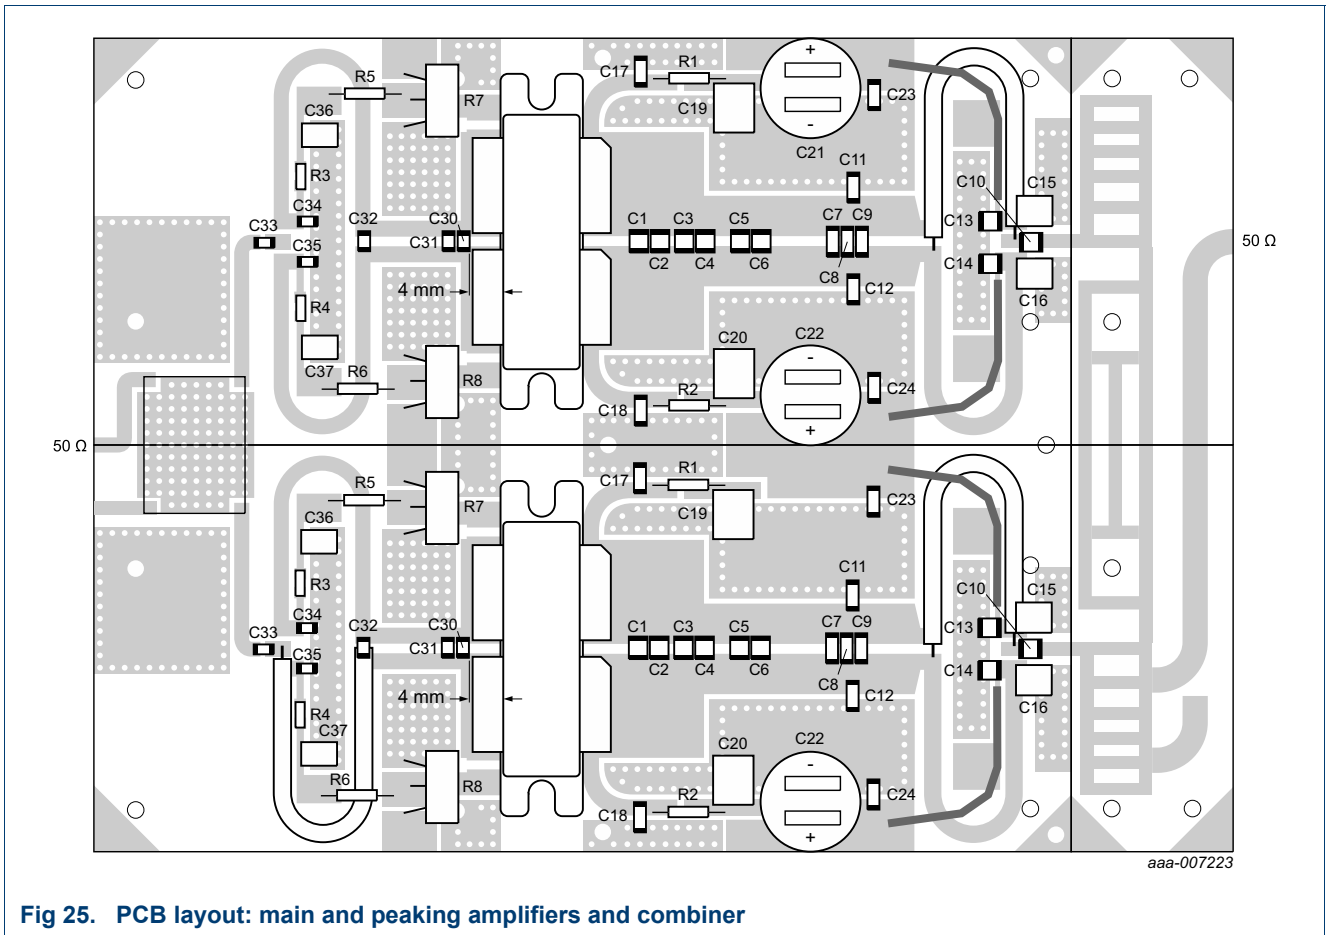 R5
R7
C17
R1
C23
C36
C19
+
-
C21
R3
C11
C10
C15
C34
C33
C32
C30
C1
C3
C5
C7
C9
C13
50 Ω
C31
C35
C2
C4
C6
C8
C14
4 mm
C12
C16
R4
C20
C22
C37
R6
R8
-
+
C24
C18
R2
50 Ω
R5
R7
C17
R1
C23
C36
C19
R3
C11
C10
C15
C34
C33
C32
C30
C1
C3
C5
C7
C9
C13
C31
C35
C2
C4
C6
C8
C14
4 mm
C12
C16
R4
C37
C20
C22
R6
R8
-
+
C24
C18
R2
aaa-007223
Fig 25. PCB layout: main and peaking amplifiers and combiner